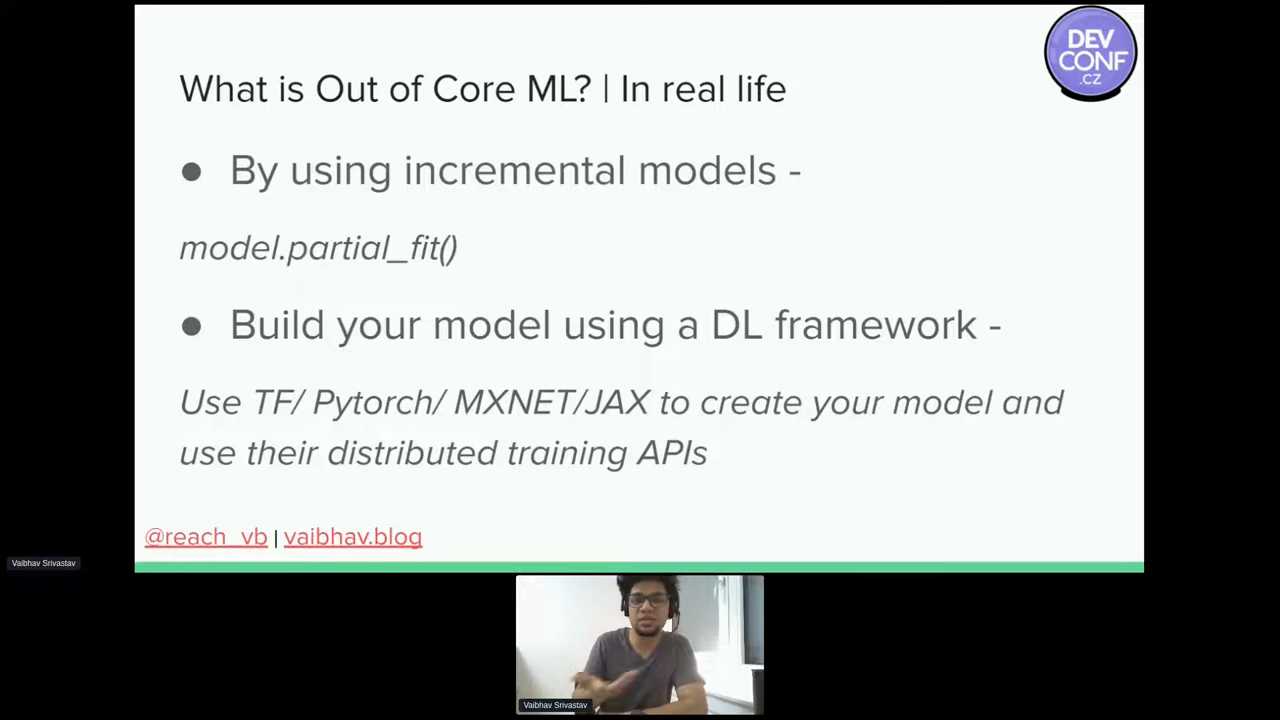 DEV
CONF
.CZ
What is Out of Core ML? | In real life
● By using incremental models -
model.partial_fit()
● Build your model using a DL framework -
Use TF/ Pytorch/ MXNET/JAX to create your model and
use their distributed training APIs
@reach_vb | vaibhav.blog
Vaibhav Srivastav
Vaibhav Srivastav